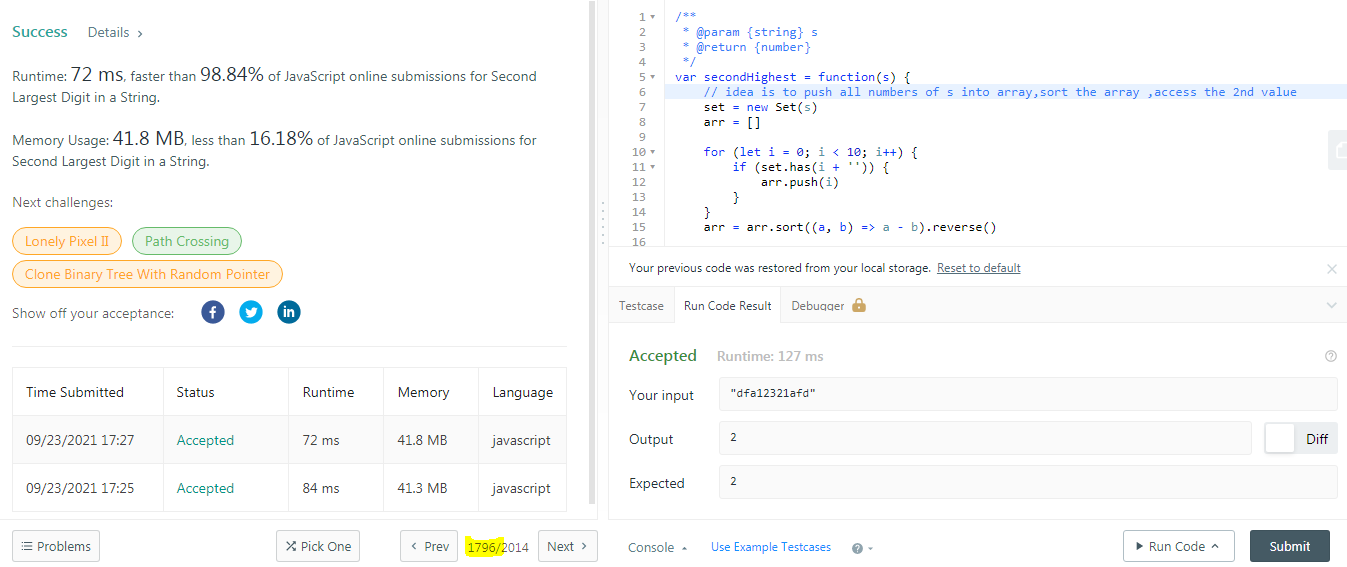 Success Details >
Runtime: 72 ms, faster than 98.84% of JavaScript online submissions for Second
Largest Digit in a String.
Memory Usage: 41.8 MB, less than 16.18% of JavaScript online submissions for
Second Largest Digit in a String.
Next challenges:
Lonely Pixel II Path Crossing
Clone Binary Tree With Random Pointer
Show off your acceptance:
Time Submitted Status Runtime Memory Language
09/23/2021 17:27 Accepted 72 ms 41.8 MB javascript
09/23/2021 17:25 Accepted 84 ms 41.3 MB javascript
Problems Pick One < Prev 1796/2014 Next >
1 /**
2  * @param {string} s
3  * @return {number}
4  */
5 var secondHighest = function(s) {
6     // idea is to push all numbers of s into array,sort the array ,access the 2nd value
7     set = new Set(s)
8     arr = []
9
10     for (let i = 0; i < 10; i++) {
11         if (set.has(i + '')) {
12             arr.push(i)
13         }
14     }
15     arr = arr.sort((a, b) => a - b).reverse()
16
Your previous code was restored from your local storage. Reset to default
Testcase Run Code Result Debugger
Accepted Runtime: 127 ms
Your input "dfa12321afd"
Output 2 Diff
Expected 2
Console Use Example Testcases Run Code Submit